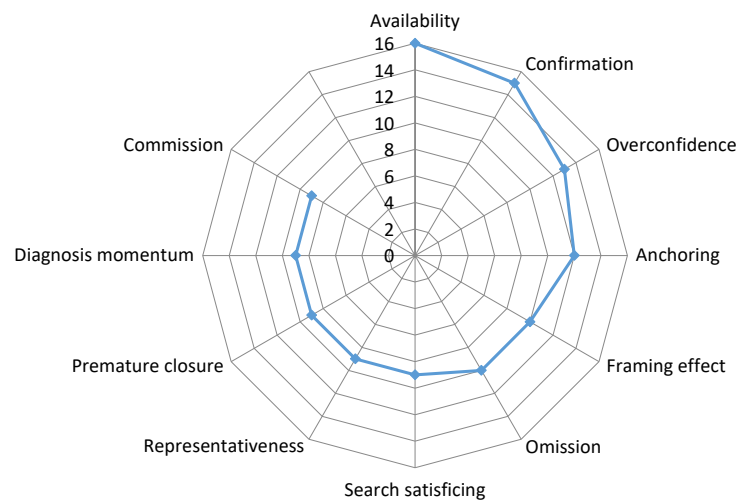 Availability
16
14
12
10
8
6
4
2
0
Confirmation
Overconfidence
Anchoring
Framing effect
Omission
Search satisficing
Representativeness
Premature closure
Diagnosis momentum
Commission